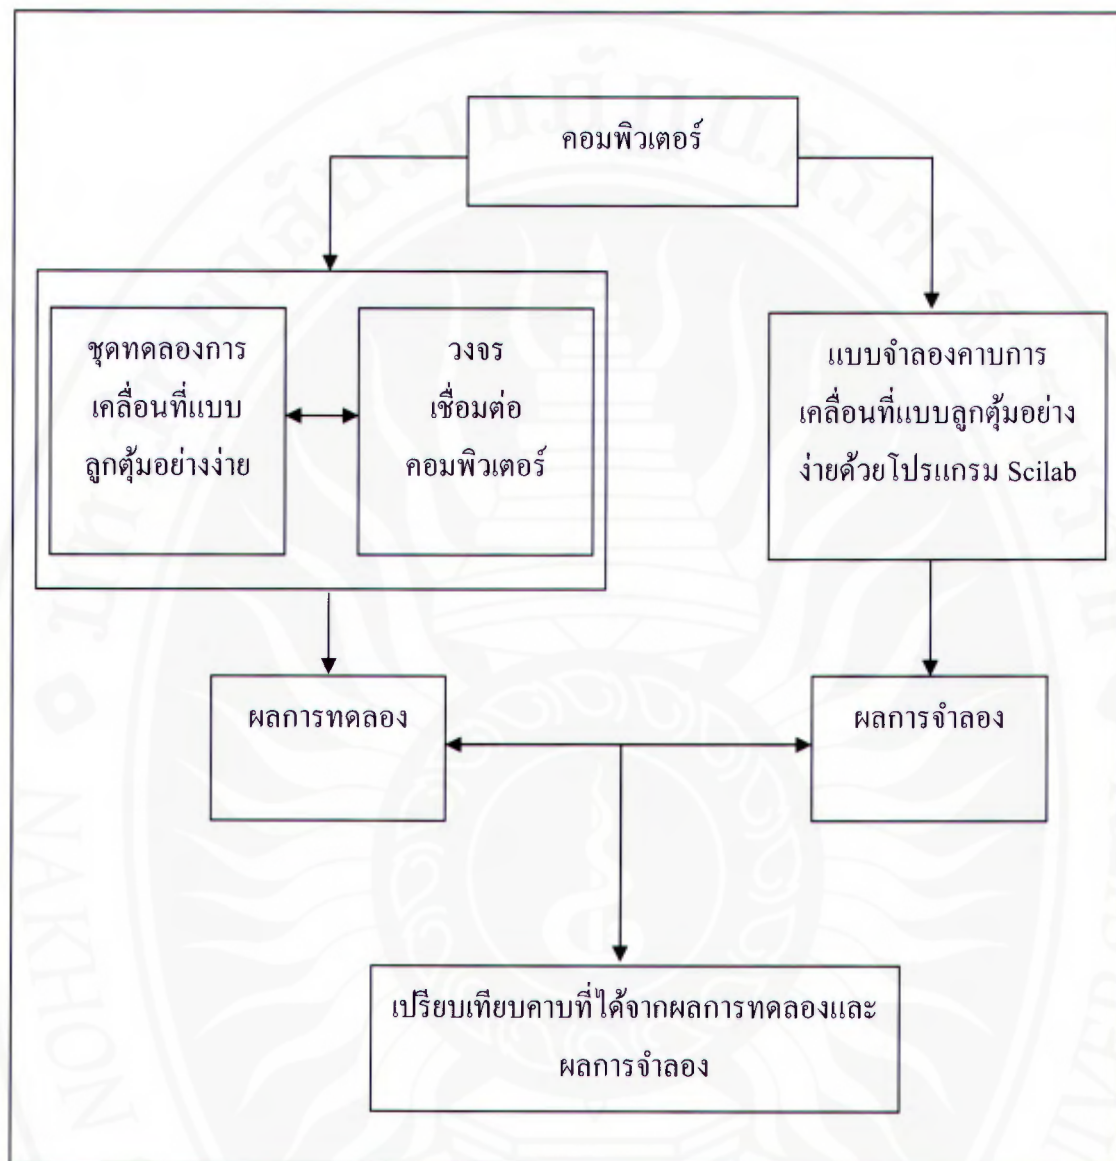 คอมพิวเตอร์
ชุดทดลองการ
เคลื่อนที่แบบ
ลูกตุ้มอย่างง่าย
วงจร
เชื่อมต่อ
คอมพิวเตอร์
แบบจำลองคาบการ
เคลื่อนที่แบบลูกตุ้มอย่าง
ง่ายด้วยโปรแกรม Scilab
ผลการทดลอง
ผลการจำลอง
เปรียบเทียบคาบที่ได้จากผลการทดลองและ
ผลการจำลอง
NAKHON